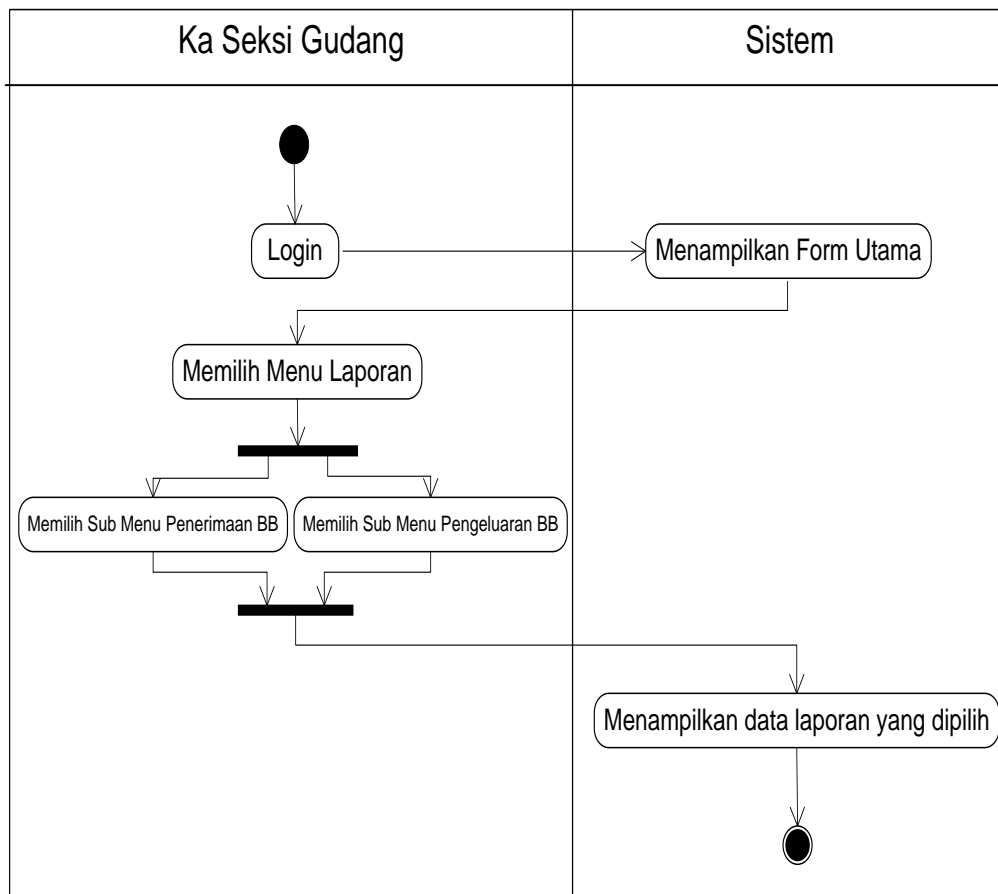 Ka Seksi Gudang
Sistem
Login
Menampilkan Form Utama
Memilih Menu Laporan
Memilih Sub Menu Penerimaan BB
Memilih Sub Menu Pengeluaran BB
Menampilkan data laporan yang dipilih